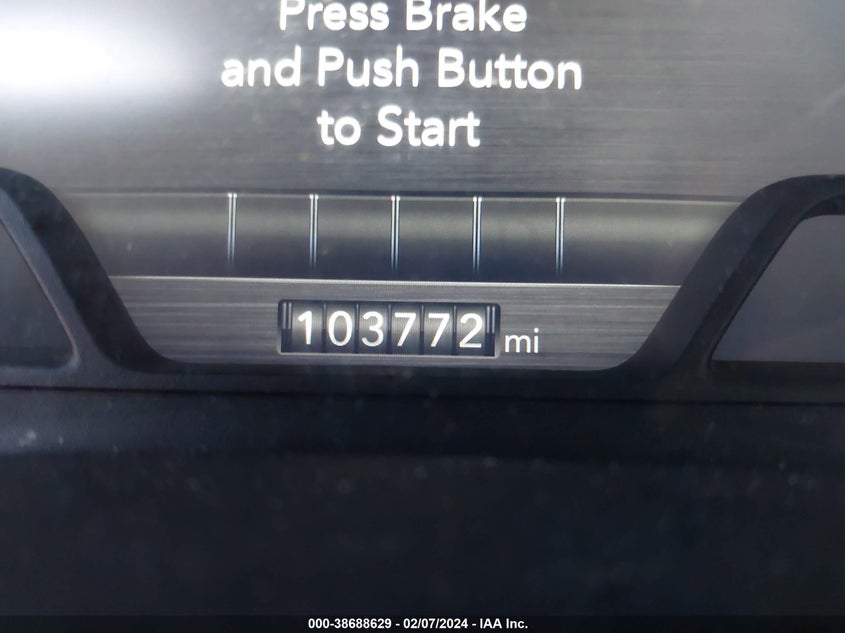 Press Brake
and Push Button
to Start
103772 mi
000-38688629 - 02/07/2024 - IAA Inc.